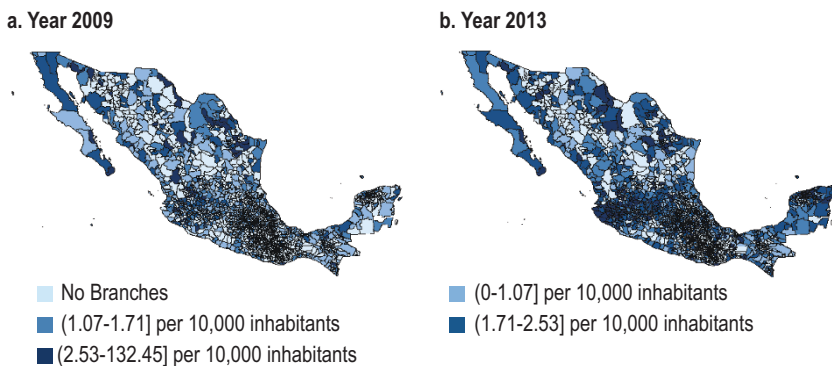 a. Year 2009
b. Year 2013
No Branches
(0-1.07] per 10,000 inhabitants
(1.07-1.71] per 10,000 inhabitants
(1.71-2.53] per 10,000 inhabitants
(2.53-132.45] per 10,000 inhabitants